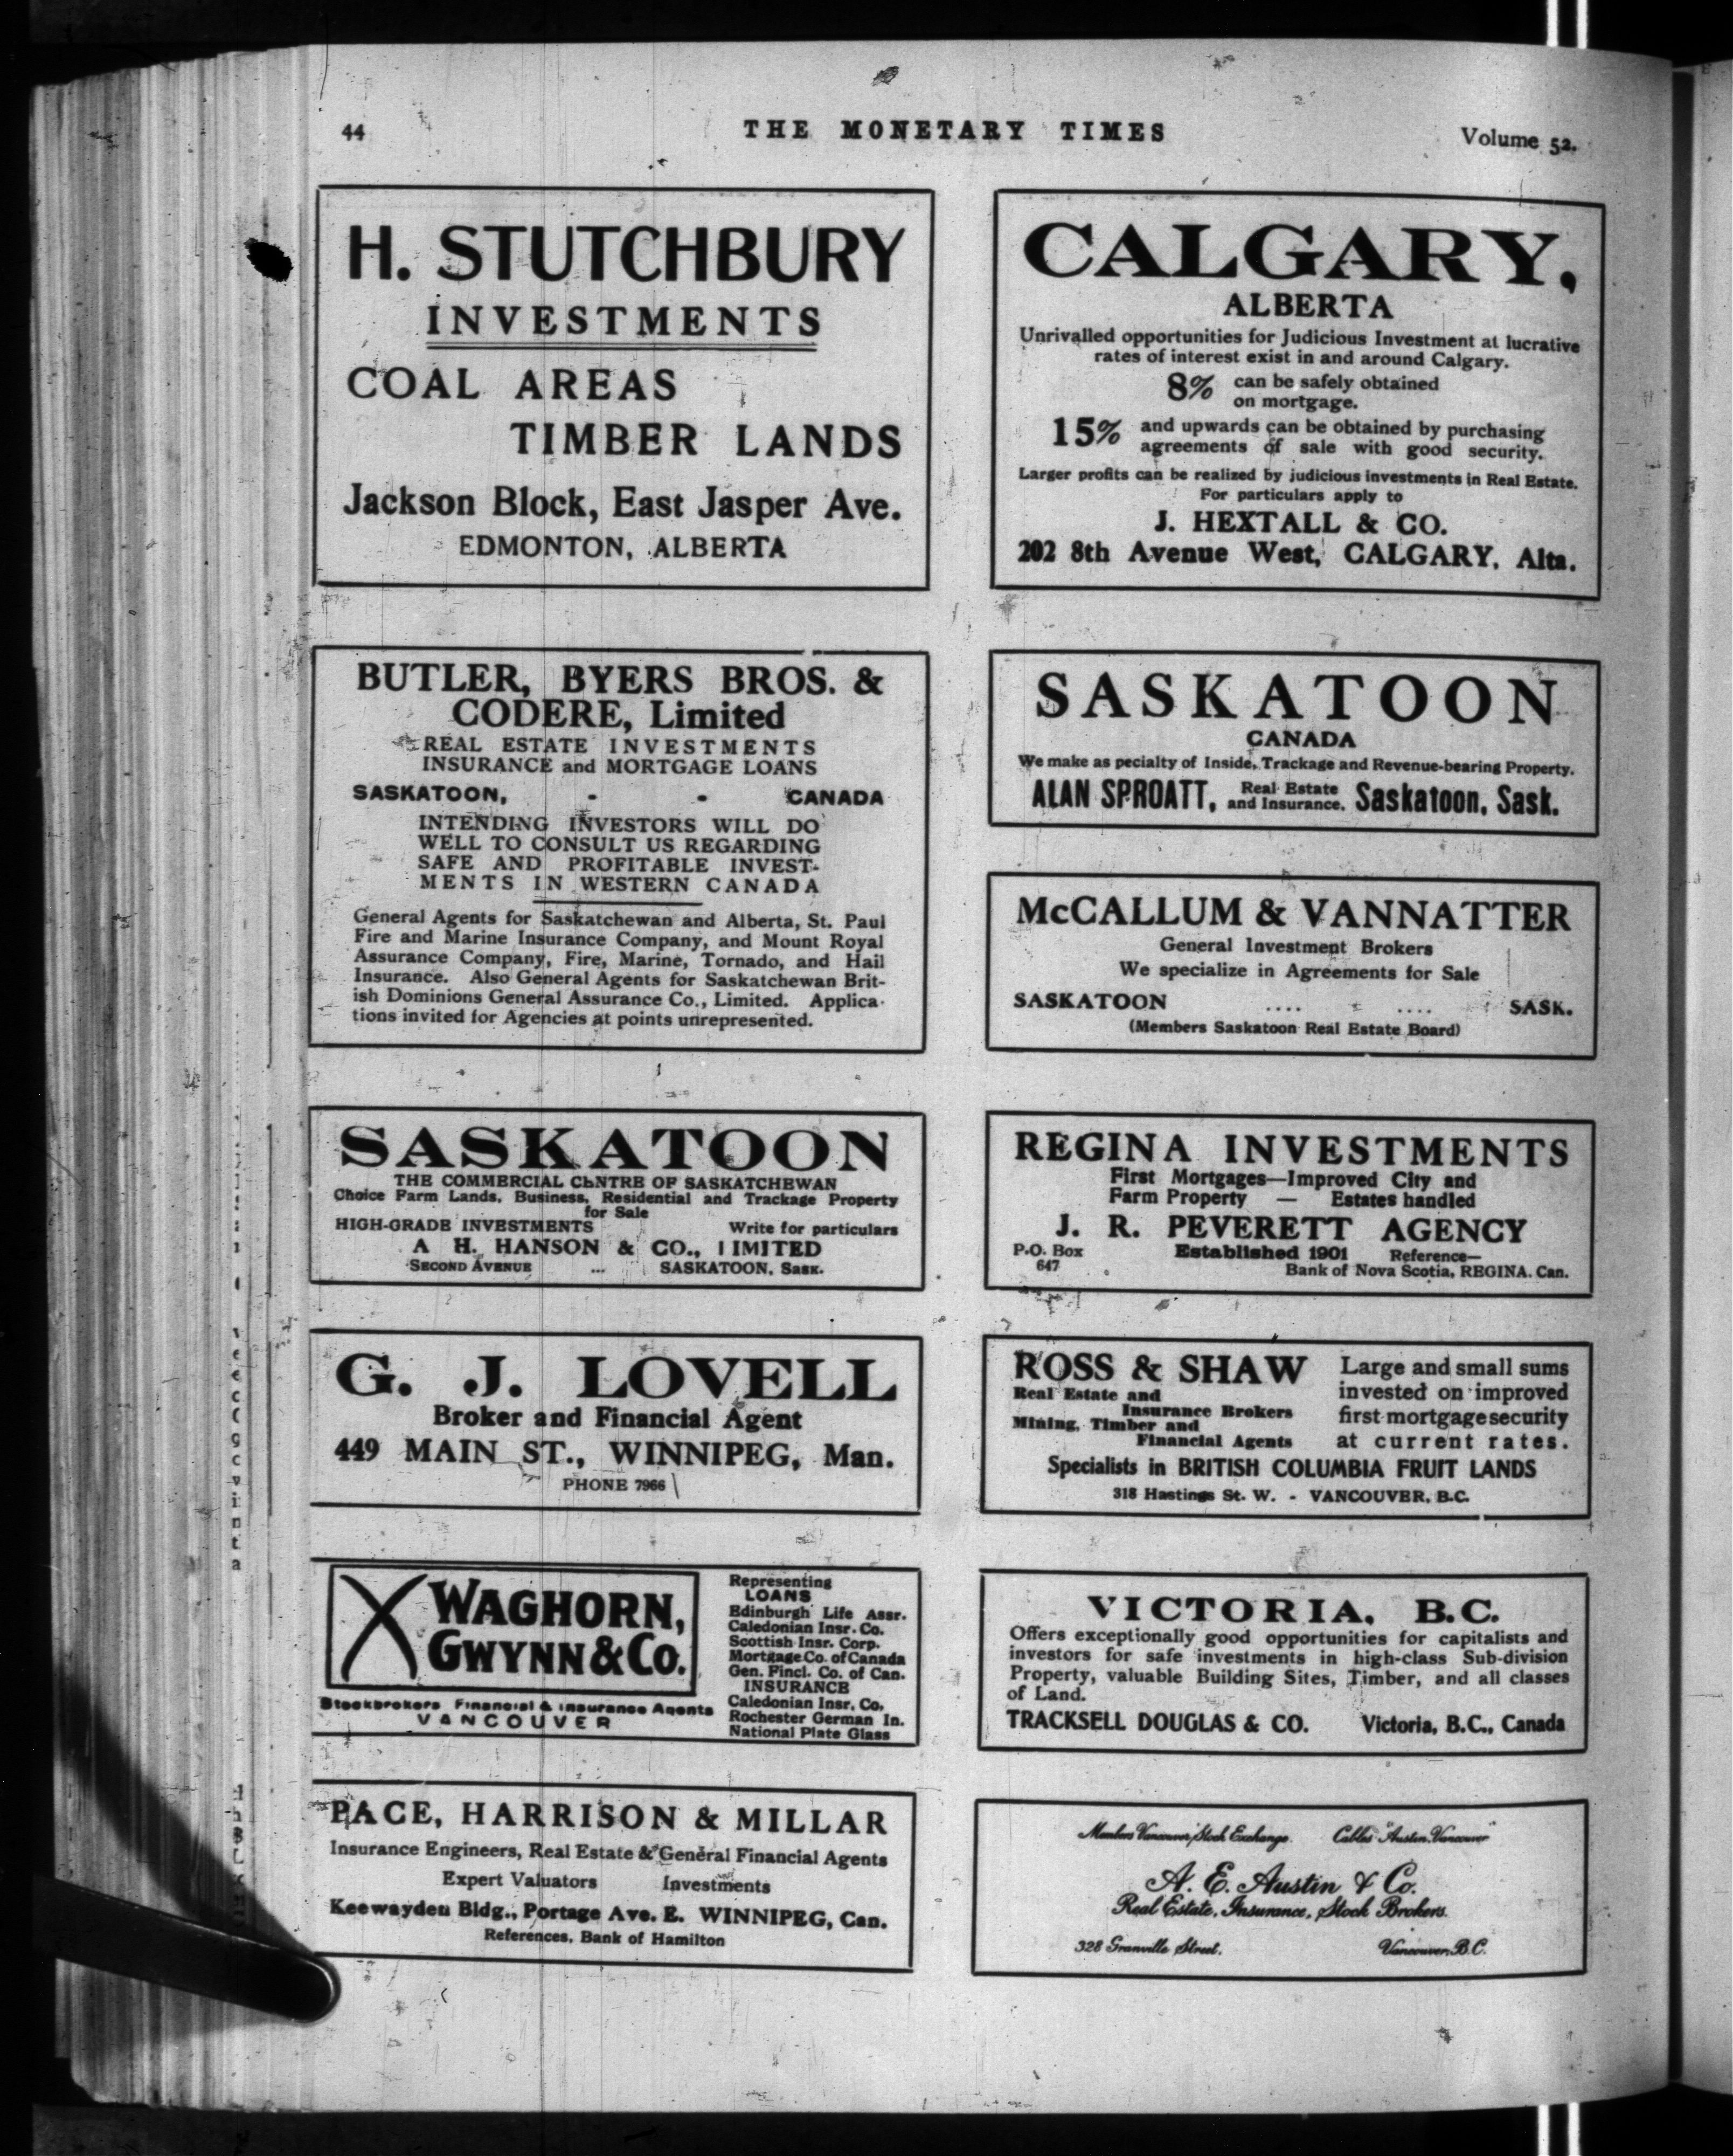 44
THE MONETARY TIMES
Volume 52.
H. STUTCHBURY
INVESTMENTS
COAL AREAS
TIMBER LANDS
Jackson Block, East Jasper Ave.
EDMONTON, ALBERTA
CALGARY,
ALBERTA
Unrivalled opportunities for Judicious Investment at lucrative
rates of interest exist in and around Calgary.
8% can be safely obtained
on mortgage.
15% and upwards can be obtained by purchasing
agreements of sale with good security.
Larger profits can be realized by judicious investments in Real Estate.
For particulars apply to
J. HEXTALL & CO.
202 8th Avenue West, CALGARY, Alta.
BUTLER, BYERS BROS. &
CODERE, Limited
REAL ESTATE INVESTMENTS
INSURANCE and MORTGAGE LOANS
SASKATOON, - - CANADA
INTENDING INVESTORS WILL DO
WELL TO CONSULT US REGARDING
SAFE AND PROFITABLE INVEST-
MENTS IN WESTERN CANADA
General Agents for Saskatchewan and Alberta, St. Paul
Fire and Marine Insurance Company, and Mount Royal
Assurance Company, Fire, Marine, Tornado, and Hail
Insurance. Also General Agents for Saskatchewan Brit-
ish Dominions General Assurance Co., Limited. Applica-
tions invited for Agencies at points unrepresented.
SASKATOON
CANADA
We make as pecialty of Inside, Trackage and Revenue-bearing Property.
ALAN SPROATT, Real Estate and Insurance, Saskatoon, Sask.
McCALLUM & VANNATTER
General Investment Brokers
We specialize in Agreements for Sale
SASKATOON .... .... SASK.
(Members Saskatoon Real Estate Board)
SASKATOON
THE COMMERCIAL CENTRE OF SASKATCHEWAN
Choice Farm Lands, Business, Residential and Trackage Property
for Sale
HIGH-GRADE INVESTMENTS Write for particulars
A H. HANSON & CO., LIMITED
SECOND AVENUE ... SASKATOON, SASK.
REGINA INVESTMENTS
First Mortgages—Improved City and
Farm Property — Estates handled
J. R. PEVERETT AGENCY
P.O. Box Established 1901 Reference—
647 Bank of Nova Scotia, REGINA. Can.
G. J. LOVELL
Broker and Financial Agent
449 MAIN ST., WINNIPEG, Man.
PHONE 7966
ROSS & SHAW
Real Estate and
Insurance Brokers
Mining, Timber and
Financial Agents
Large and small sums
invested on improved
first mortgage security
at current rates.
Specialists in BRITISH COLUMBIA FRUIT LANDS
318 Hastings St. W. - VANCOUVER, B.C.
WAGHORN,
GWYNN & Co.
Stockbrokers Financial & Insurance Agents
VANCOUVER
Representing
LOANS
Edinburgh Life Assr.
Caledonian Insr. Co.
Scottish Insr. Corp.
Mortgage Co. of Canada
Gen. Fincl. Co. of Can.
INSURANCE
Caledonian Insr. Co.
Rochester German In.
National Plate Glass
VICTORIA, B.C.
Offers exceptionally good opportunities for capitalists and
investors for safe investments in high-class Sub-division
Property, valuable Building Sites, Timber, and all classes
of Land.
TRACKSELL DOUGLAS & CO. Victoria, B.C., Canada
PACE, HARRISON & MILLAR
Insurance Engineers, Real Estate & General Financial Agents
Expert Valuators Investments
Keewayden Bldg., Portage Ave. E. WINNIPEG, Can.
References, Bank of Hamilton
Members Vancouver Stock Exchange. Cables "Austin Vancouver"
A. E. Austin & Co.
Real Estate, Insurance, Stock Brokers.
328 Granville Street. Vancouver, B.C.